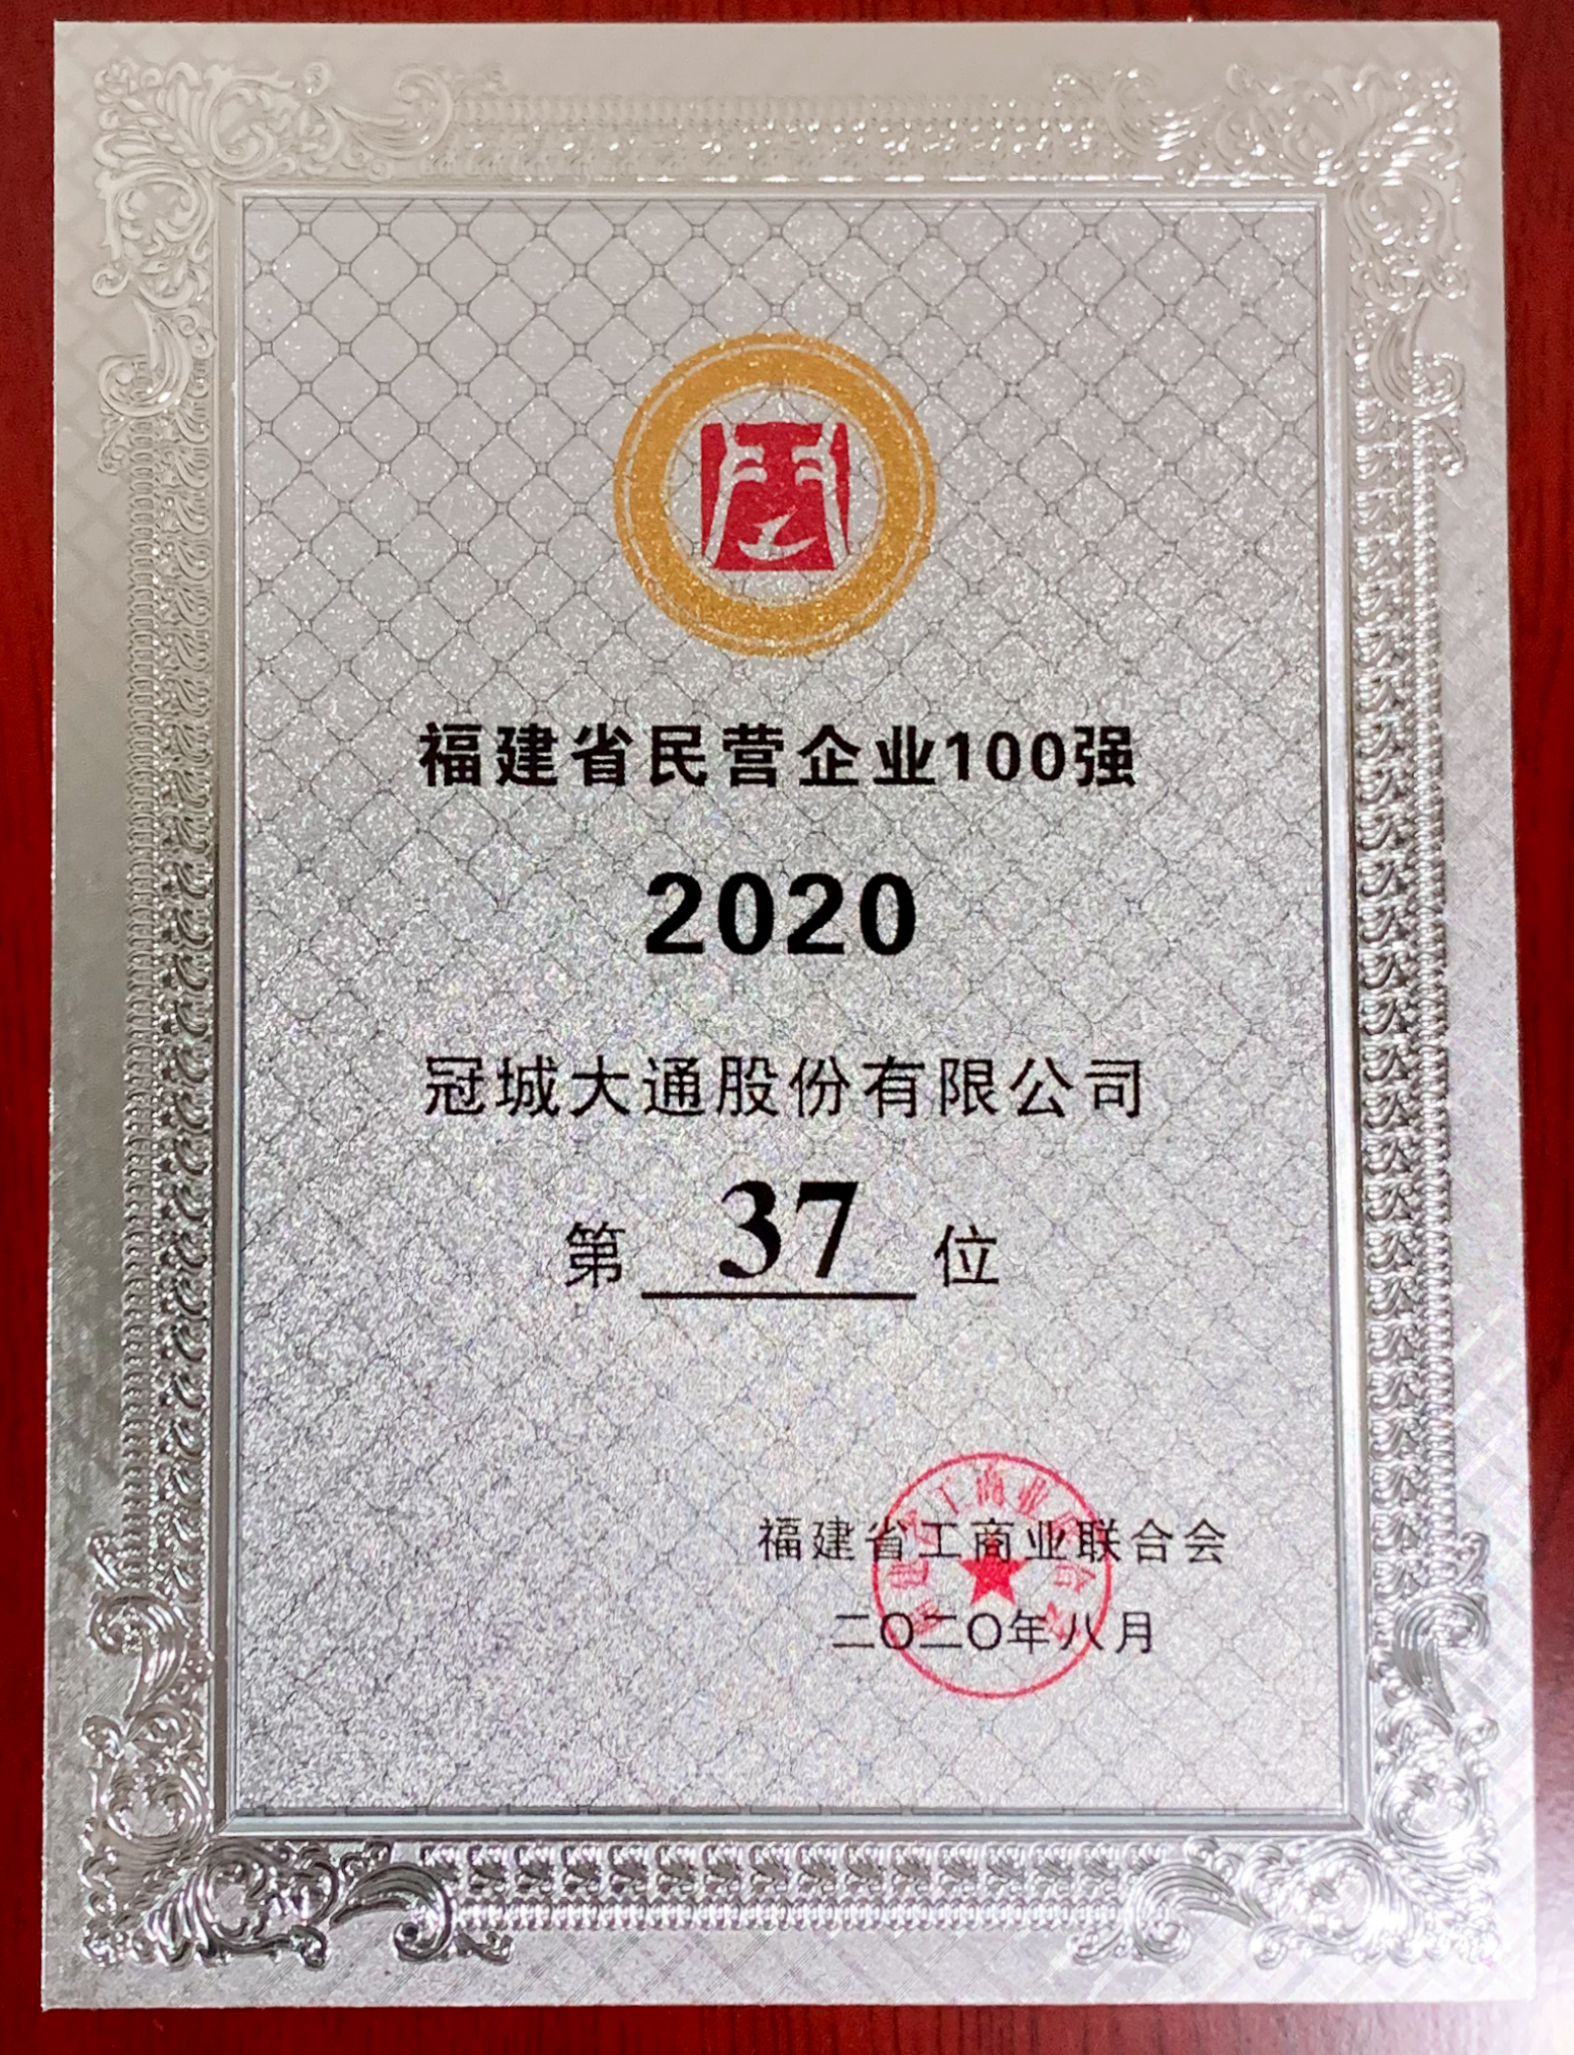 福建省民营企业100强
2020
冠城大通股份有限公司
第 37 位
福建省工商业联合会
二〇二〇年八月